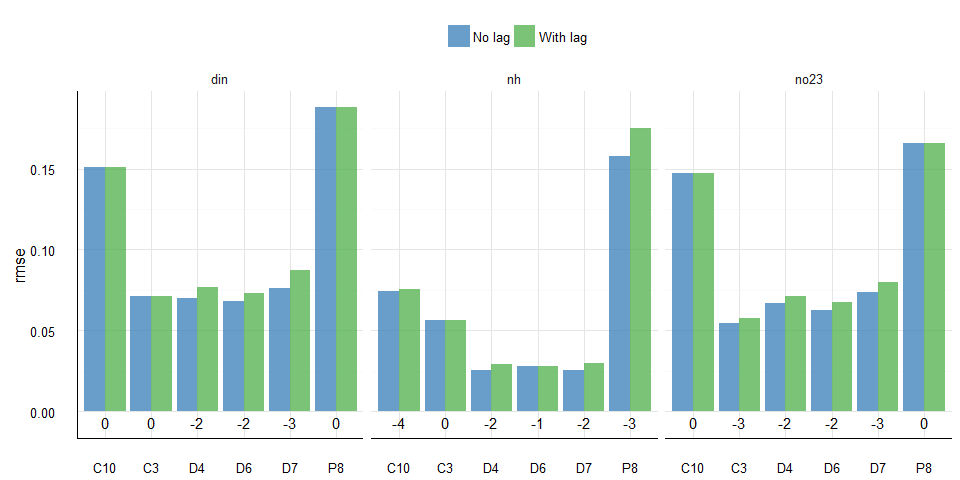 No lag With lag
din nh no23
0.15
0.10
rmse
0.05
0.00
0 0 -2 -2 -3 0 -4 0 -2 -1 -2 -3 0 -3 -2 -2 -3 0
C10 C3 D4 D6 D7 P8 C10 C3 D4 D6 D7 P8 C10 C3 D4 D6 D7 P8